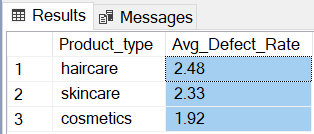 Results Messages
Product_type Avg_Defect_Rate
1 haircare 2.48
2 skincare 2.33
3 cosmetics 1.92